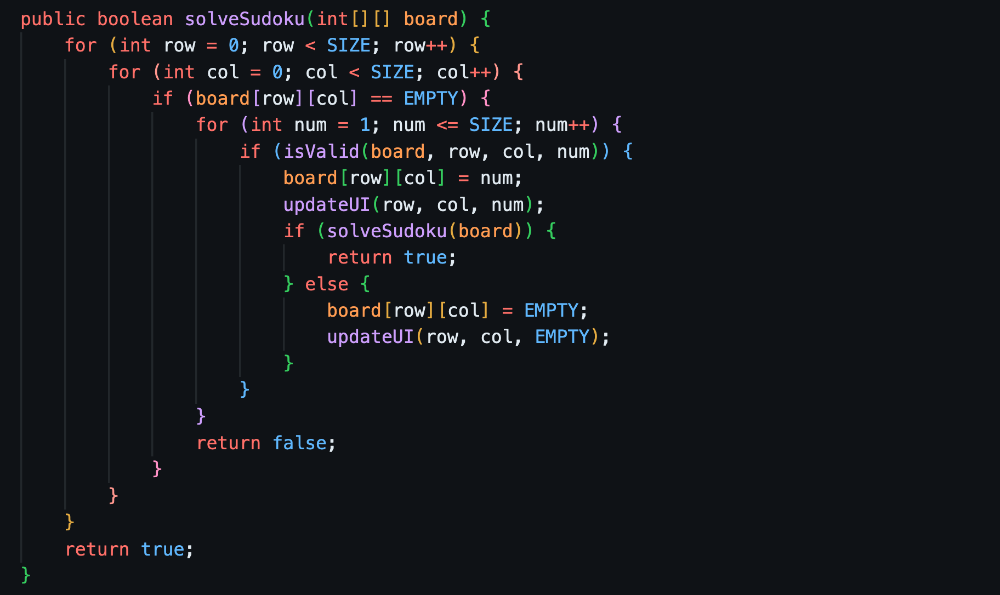 public boolean solveSudoku(int[][] board) {
    for (int row = 0; row < SIZE; row++) {
        for (int col = 0; col < SIZE; col++) {
            if (board[row][col] == EMPTY) {
                for (int num = 1; num <= SIZE; num++) {
                    if (isValid(board, row, col, num)) {
                        board[row][col] = num;
                        updateUI(row, col, num);
                        if (solveSudoku(board)) {
                            return true;
                        } else {
                            board[row][col] = EMPTY;
                            updateUI(row, col, EMPTY);
                        }
                    }
                }
                return false;
            }
        }
    }
    return true;
}